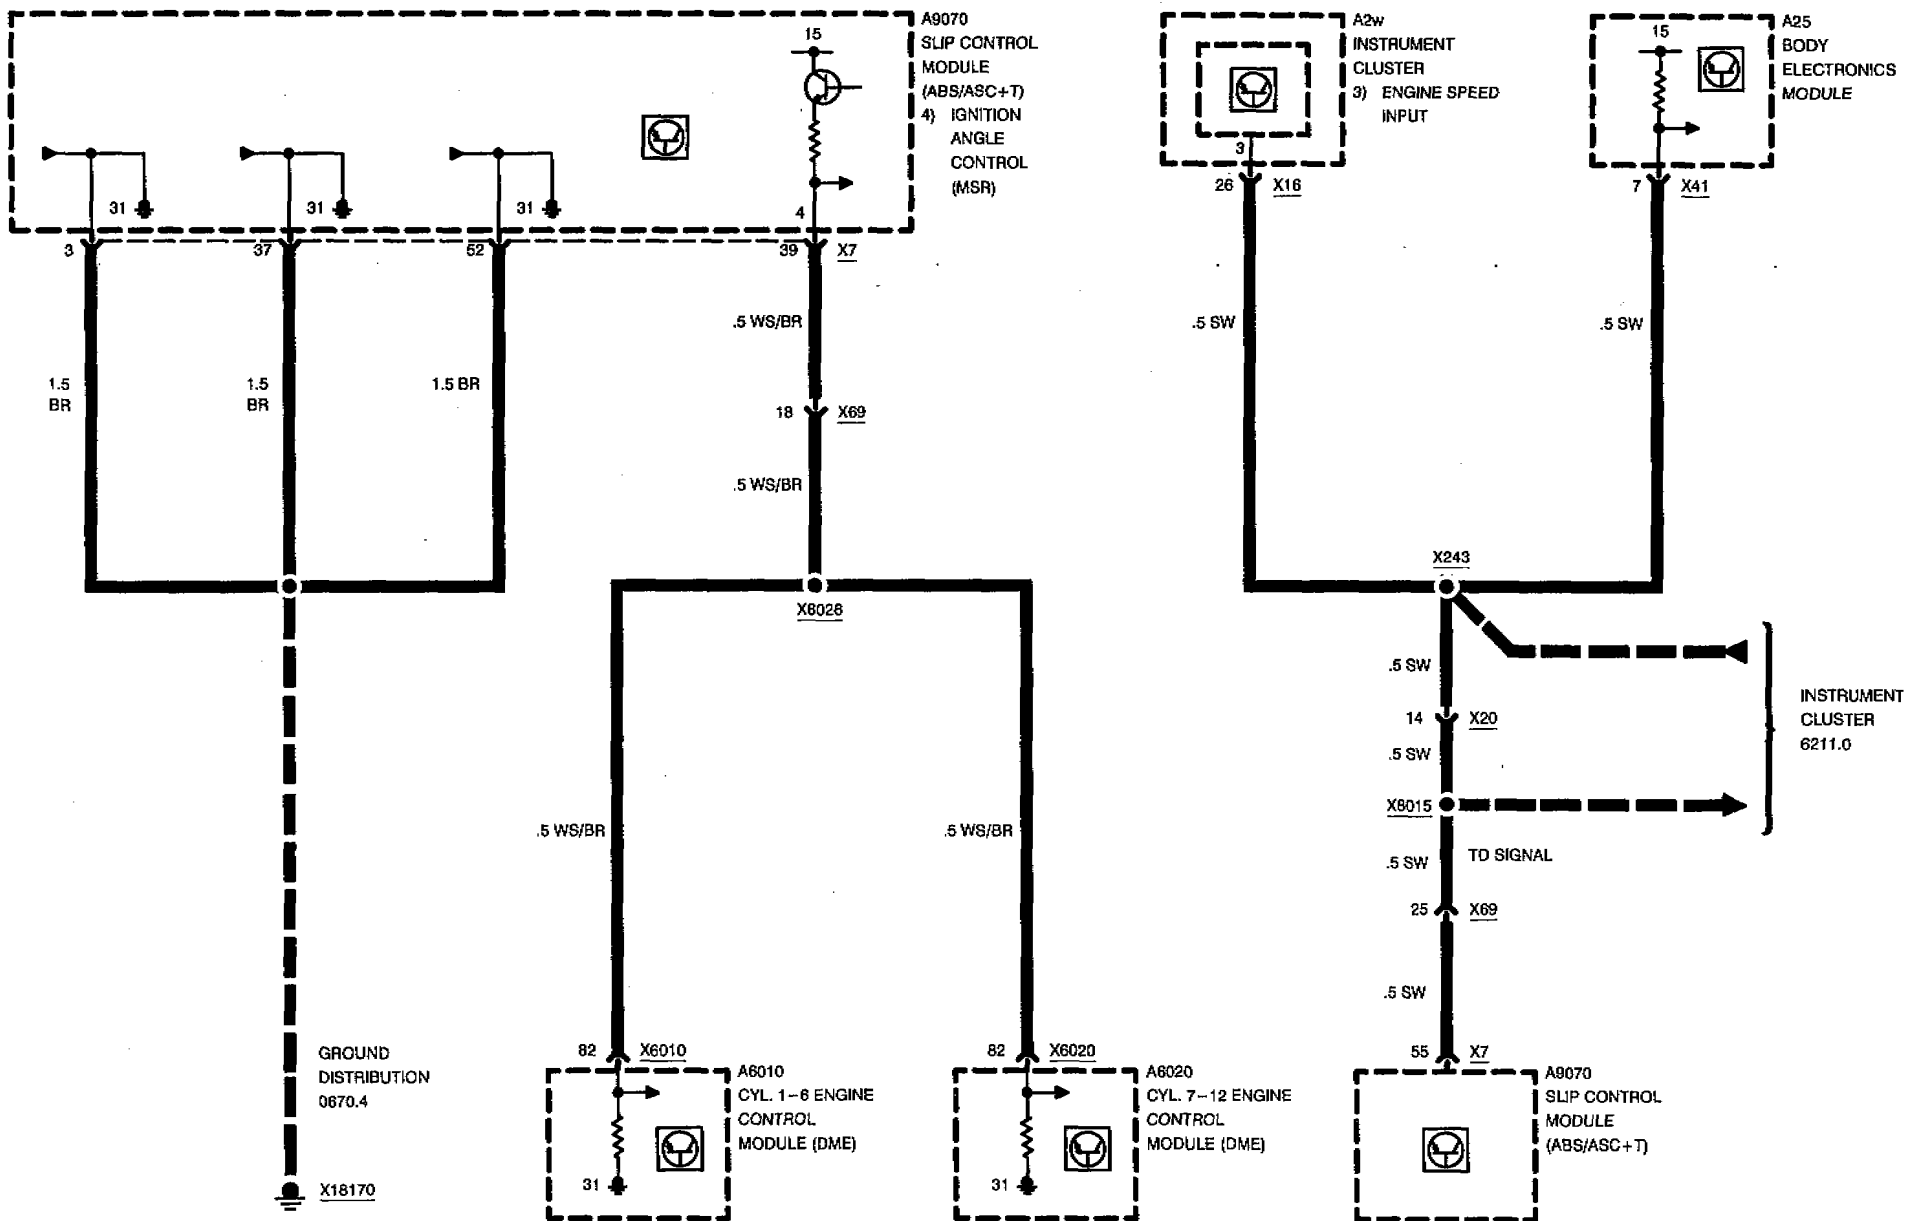 A9070
SLIP CONTROL
MODULE
(ABS/ASC+T)
4) IGNITION
ANGLE
CONTROL
(MSR)
15
31
31
31
4
3
37
52
39
X7
A2w
INSTRUMENT
CLUSTER
3) ENGINE SPEED
INPUT
3
26
X16
A25
BODY
ELECTRONICS
MODULE
15
7
X41
.5 WS/BR
.5 SW
.5 SW
1.5
BR
1.5
BR
1.5 BR
18
X69
.5 WS/BR
X6028
X243
.5 SW
14
X20
.5 SW
INSTRUMENT
CLUSTER
6211.0
X6015
.5 WS/BR
.5 WS/BR
.5 SW
TD SIGNAL
25
X69
.5 SW
GROUND
DISTRIBUTION
0670.4
X18170
82
X6010
A6010
CYL. 1–6 ENGINE
CONTROL
MODULE (DME)
31
82
X6020
A6020
CYL. 7–12 ENGINE
CONTROL
MODULE (DME)
31
55
X7
A9070
SLIP CONTROL
MODULE
(ABS/ASC+T)